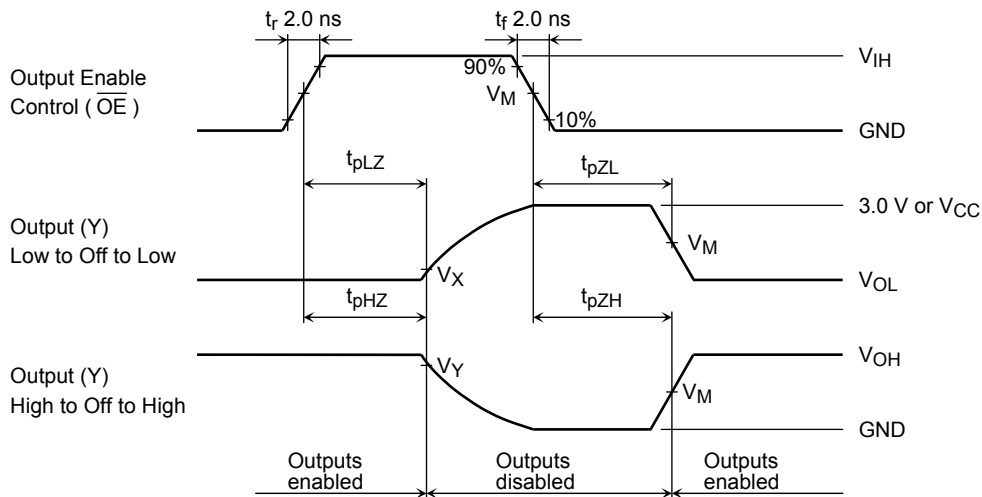 tr 2.0 ns
tf 2.0 ns
Output Enable
Control ( OE )
90%
VM
10%
VIH
GND
tpLZ
tpZL
Output (Y)
Low to Off to Low
3.0 V or VCC
VM
VX
VOL
tpHZ
tpZH
Output (Y)
High to Off to High
VY
VOH
VM
GND
Outputs
enabled
Outputs
disabled
Outputs
enabled